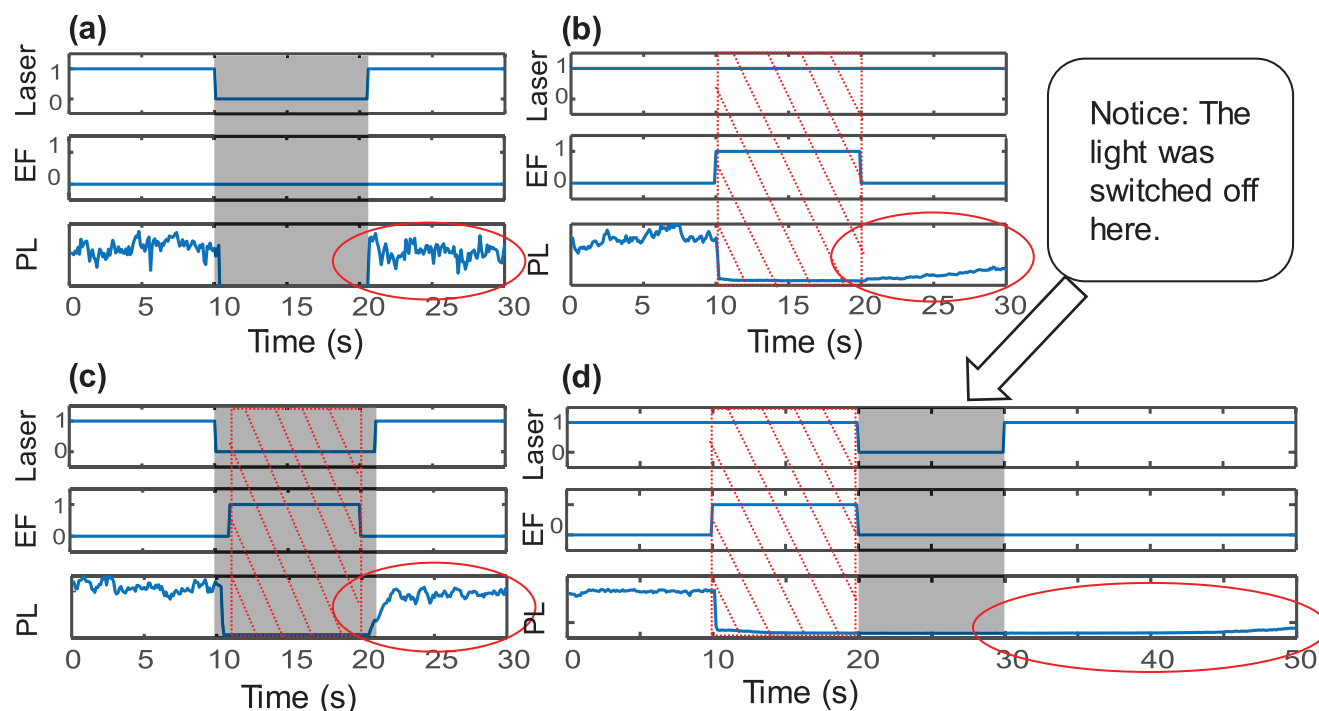 (a)
Laser
1
0
EF
1
0
PL
0 5 10 15 20 25 30
Time (s)
(b)
Laser
1
0
EF
1
0
PL
0 5 10 15 20 25 30
Time (s)
Notice: The
light was
switched off
here.
(c)
Laser
1
0
EF
1
0
PL
0 5 10 15 20 25 30
Time (s)
(d)
Laser
1
0
EF
0
PL
0 10 20 30 40 50
Time (s)